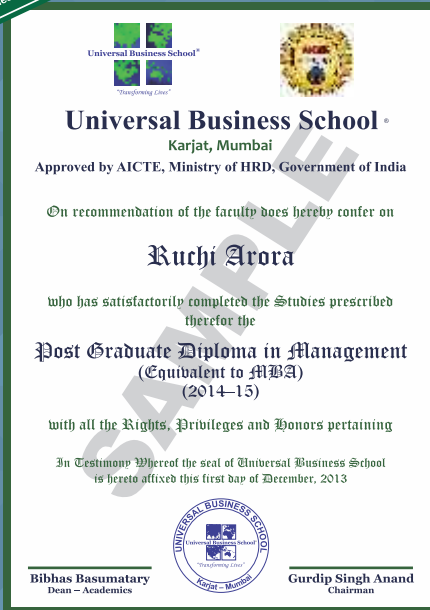 Universal Business School®
"Transforming Lives"
AICTE
Universal Business School ®
Karjat, Mumbai
Approved by AICTE, Ministry of HRD, Government of India
On recommendation of the faculty does hereby confer on
Ruchi Arora
who has satisfactorily completed the Studies prescribed
therefor the
Post Graduate Diploma in Management
(Equivalent to MBA)
(2014–15)
with all the Rights, Privileges and Honors pertaining
In Testimony Whereof the seal of Universal Business School
is hereto affixed this first day of December, 2013
SAMPLE
UNIVERSAL BUSINESS SCHOOL
Universal Business School®
"Transforming Lives"
Karjat – Mumbai
Bibhas Basumatary
Dean – Academics
Gurdip Singh Anand
Chairman